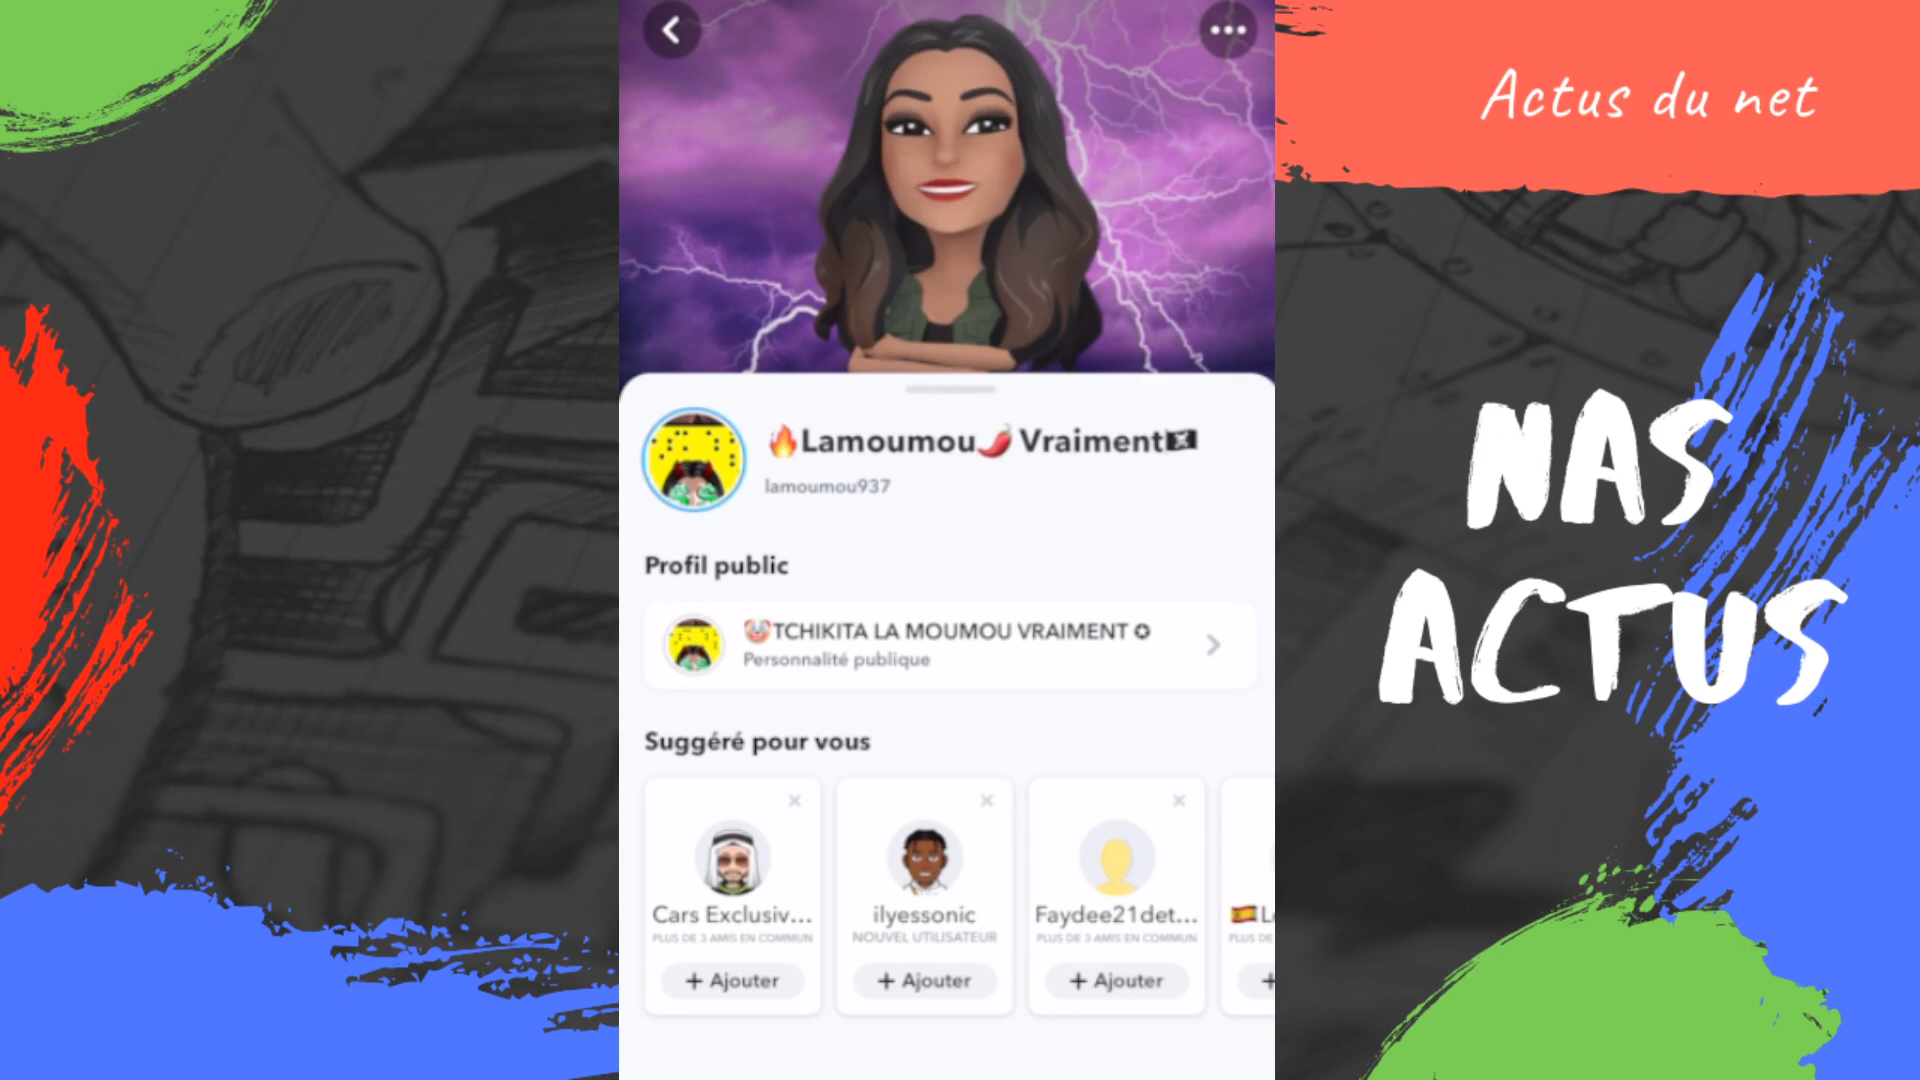 Actus du net
NAS
ACTUS
🔥Lamoumou🌶️ Vraiment🏴‍☠️
lamoumou937
Profil public
🤡TCHIKITA LA MOUMOU VRAIMENT ✪
Personnalité publique
Suggéré pour vous
Cars Exclusiv...
PLUS DE 3 AMIS EN COMMUN
+ Ajouter
ilyessonic
NOUVEL UTILISATEUR
+ Ajouter
Faydee21det...
PLUS DE 3 AMIS EN COMMUN
+ Ajouter
PLUS DE
+